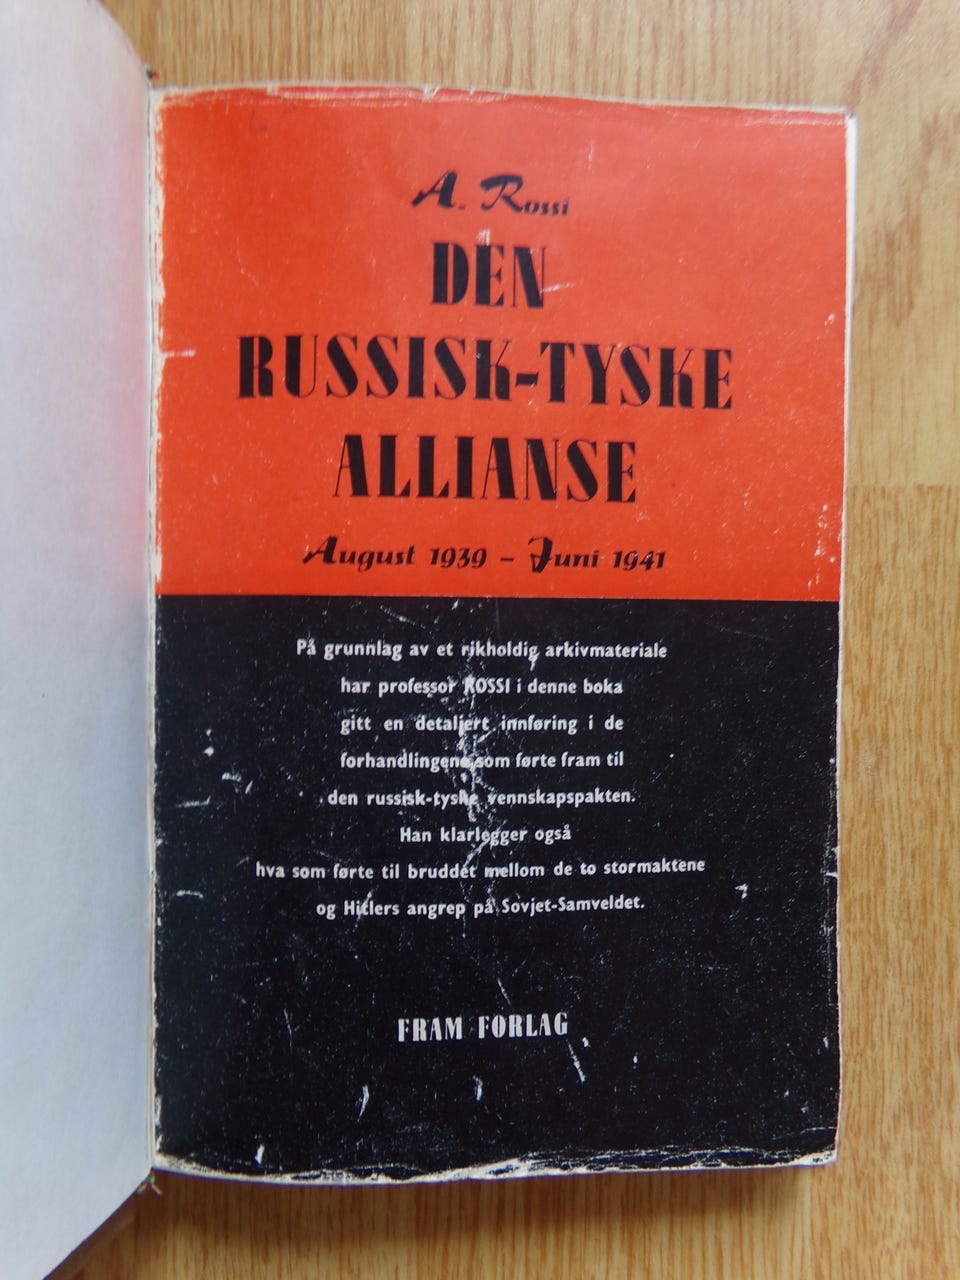 A. Rossi
DEN
RUSSISK-TYSKE
ALLIANSE
August 1939 – Juni 1941
På grunnlag av et rikholdig arkivmateriale
har professor ROSSI i denne boka
gitt en detaljert innføring i de
forhandlingene som førte fram til
den russisk-tyske vennskapspakten.
Han klarlegger også
hva som førte til bruddet mellom de to stormaktene
og Hitlers angrep på Sovjet-Samveldet.
FRAM FORLAG